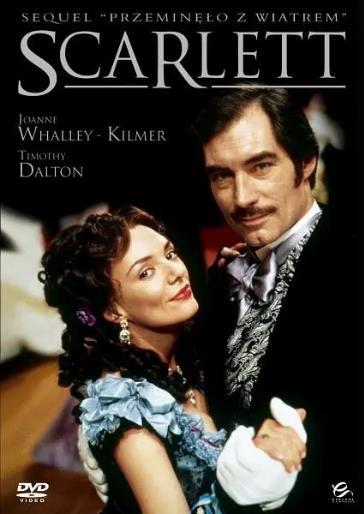 SEQUEL "PRZEMINĘŁO Z WIATREM"
SCARLETT
JOANNE
WHALLEY - KILMER
TIMOTHY
DALTON
DVD
VIDEO